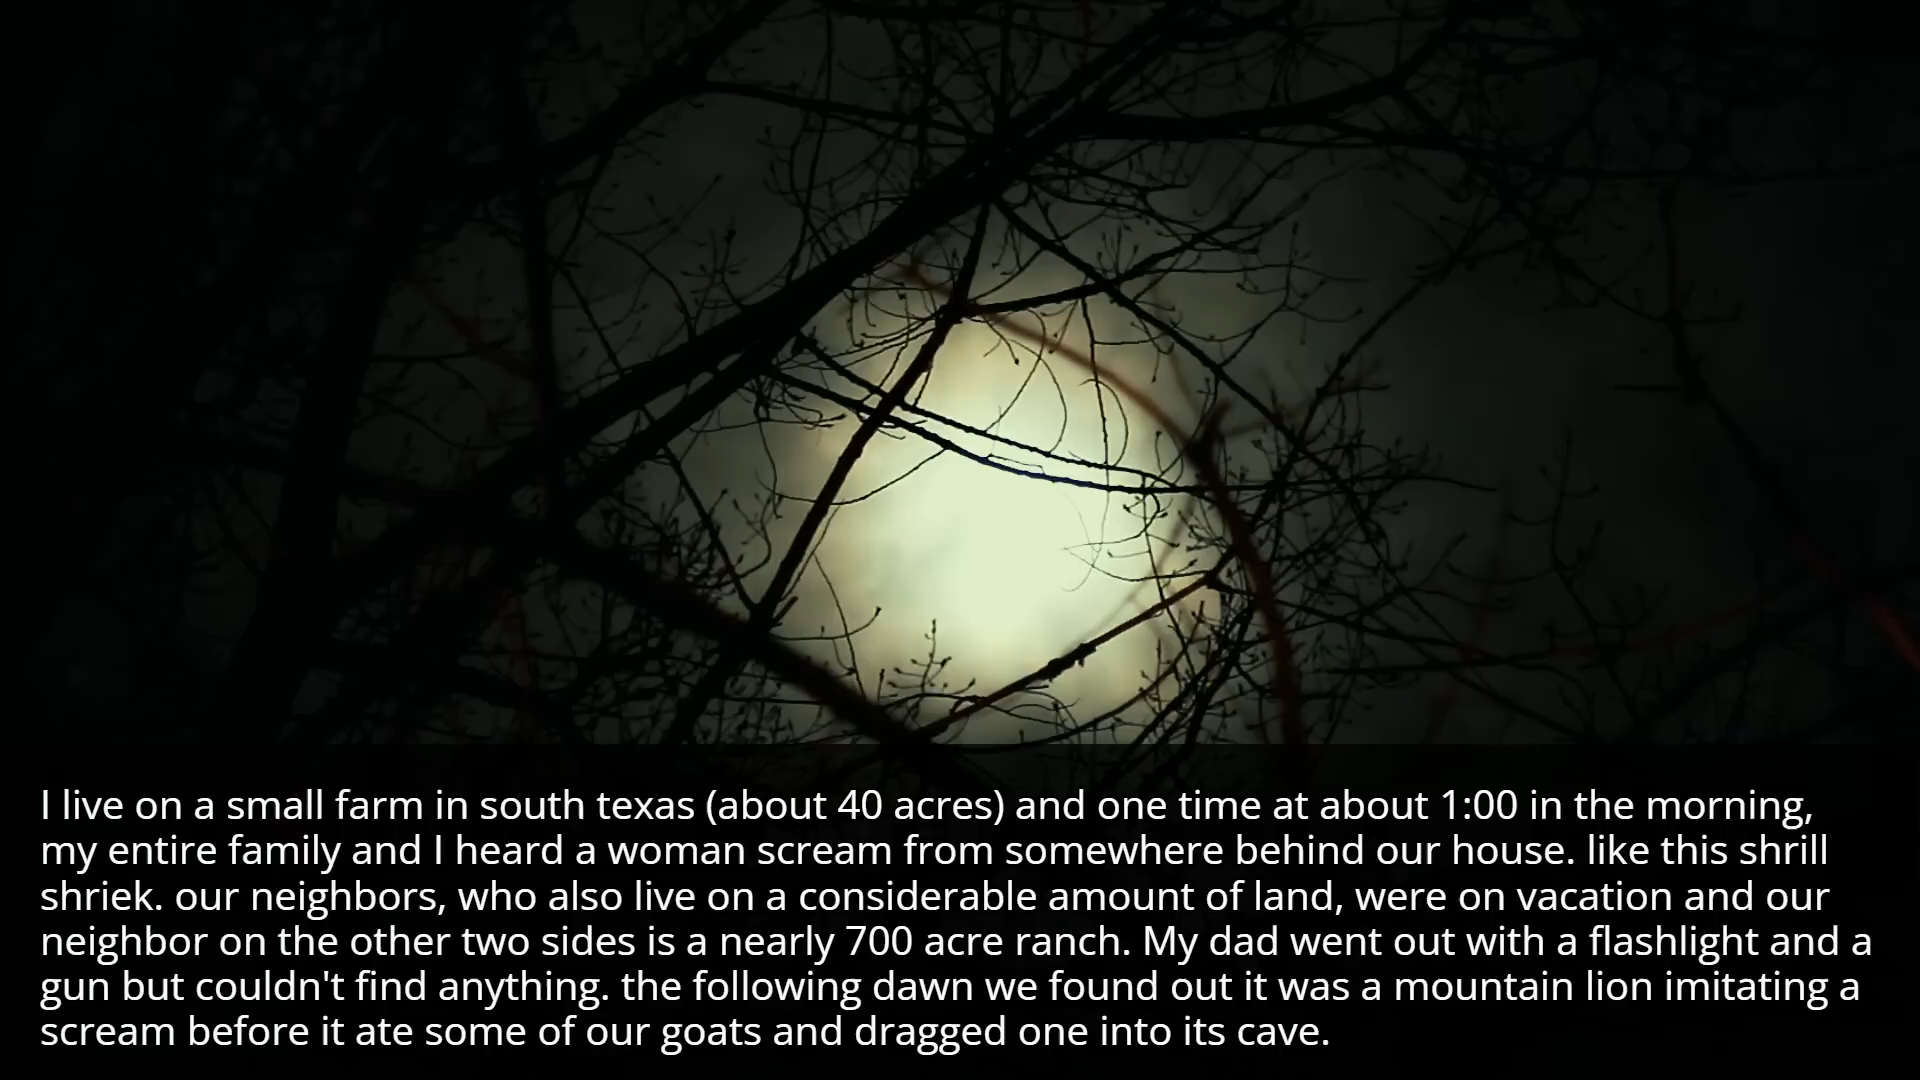 I live on a small farm in south texas (about 40 acres) and one time at about 1:00 in the morning,
my entire family and I heard a woman scream from somewhere behind our house. like this shrill
shriek. our neighbors, who also live on a considerable amount of land, were on vacation and our
neighbor on the other two sides is a nearly 700 acre ranch. My dad went out with a flashlight and a
gun but couldn't find anything. the following dawn we found out it was a mountain lion imitating a
scream before it ate some of our goats and dragged one into its cave.